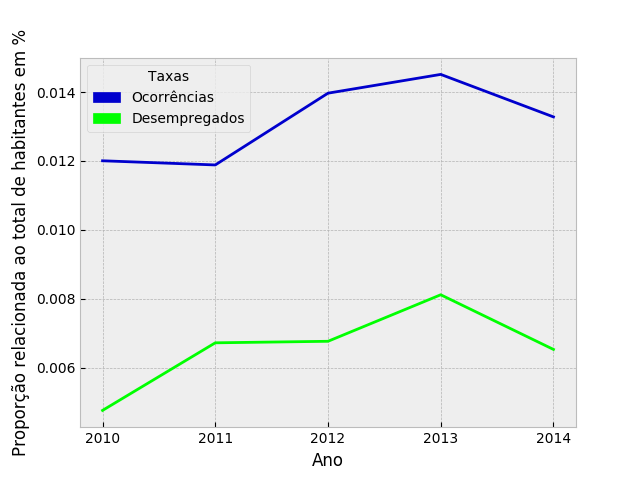 Proporção relacionada ao total de habitantes em %
Taxas
Ocorrências
Desempregados
0.014
0.012
0.010
0.008
0.006
2010 2011 2012 2013 2014
Ano